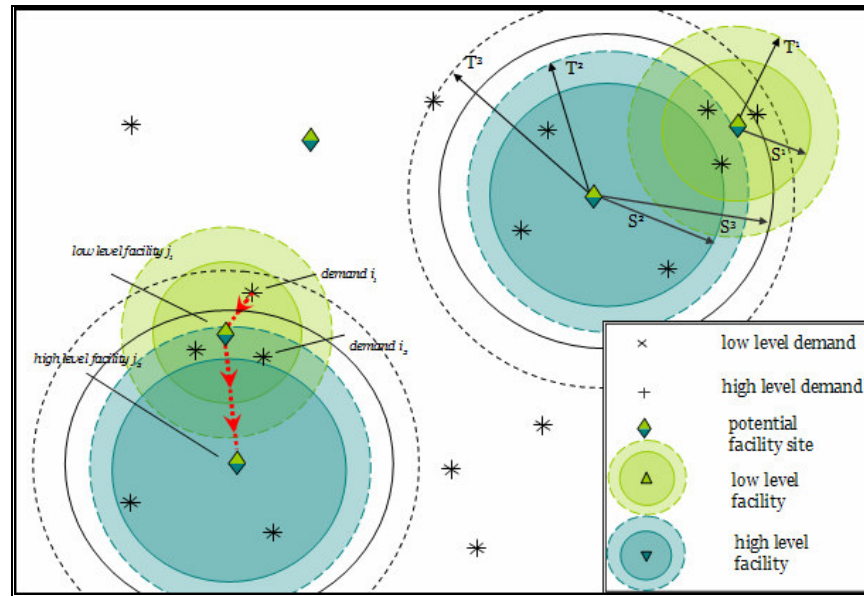 T³
T²
T¹
S¹
S²
S³
low level facility j₁
demand i₁
demand i₂
high level facility j₂
low level demand
high level demand
potential
facility site
low level
facility
high level
facility